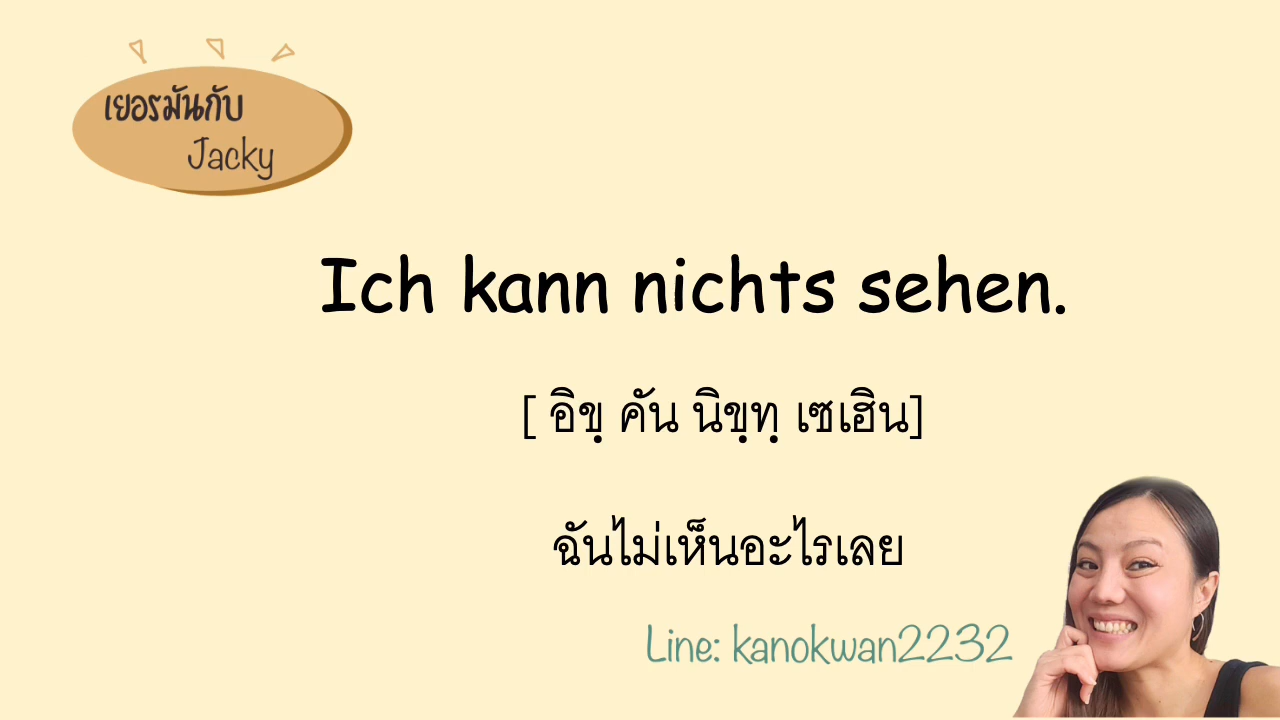 เยอรมันกับ
Jacky
Ich kann nichts sehen.
[ อิขฺ คัน นิขฺทฺ เซเฮิน]
ฉันไม่เห็นอะไรเลย
Line: kanokwan2232